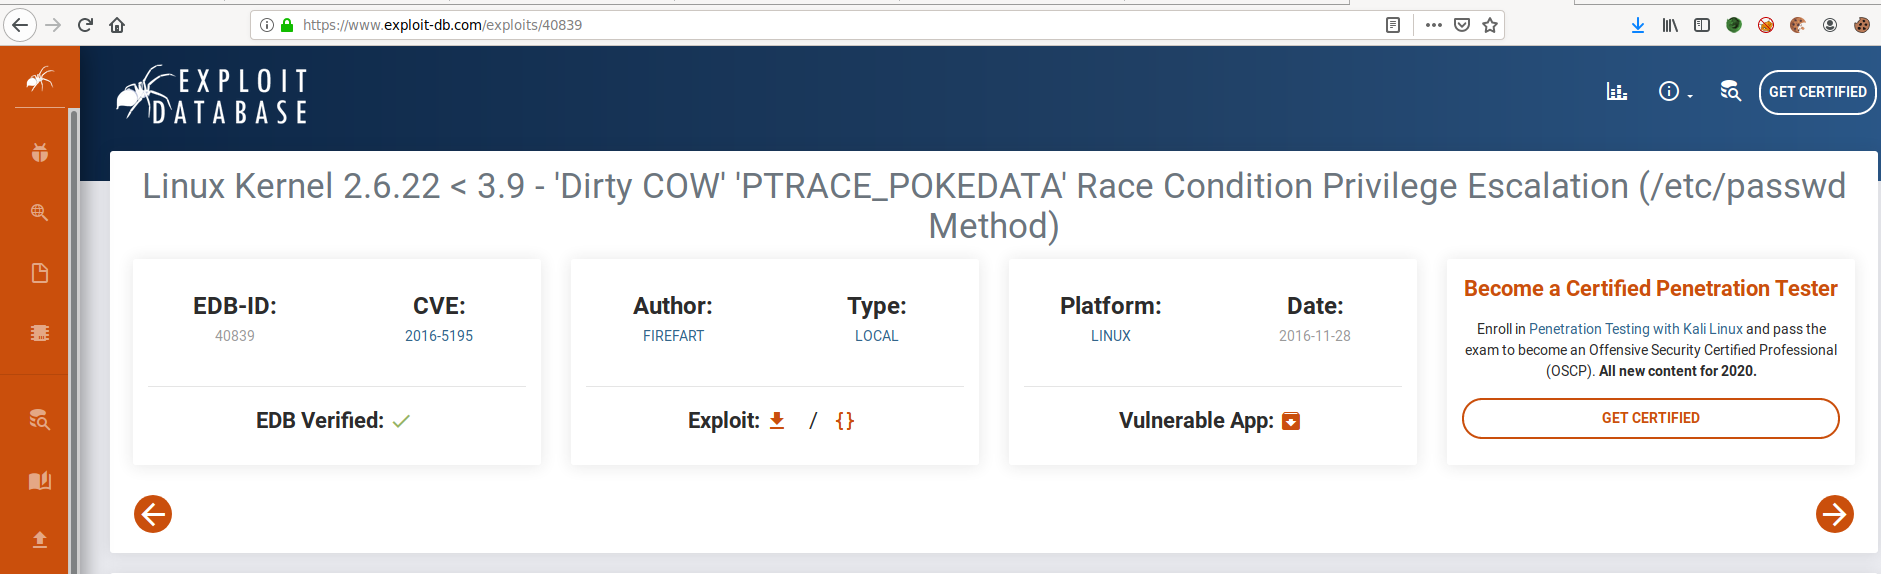 https://www.exploit-db.com/exploits/40839
EXPLOIT
DATABASE
GET CERTIFIED
Linux Kernel 2.6.22 < 3.9 - 'Dirty COW' 'PTRACE_POKEDATA' Race Condition Privilege Escalation (/etc/passwd
Method)
EDB-ID:
40839
CVE:
2016-5195
EDB Verified:
Author:
FIREFART
Type:
LOCAL
Exploit: / {}
Platform:
LINUX
Date:
2016-11-28
Vulnerable App:
Become a Certified Penetration Tester
Enroll in Penetration Testing with Kali Linux and pass the
exam to become an Offensive Security Certified Professional
(OSCP). All new content for 2020.
GET CERTIFIED